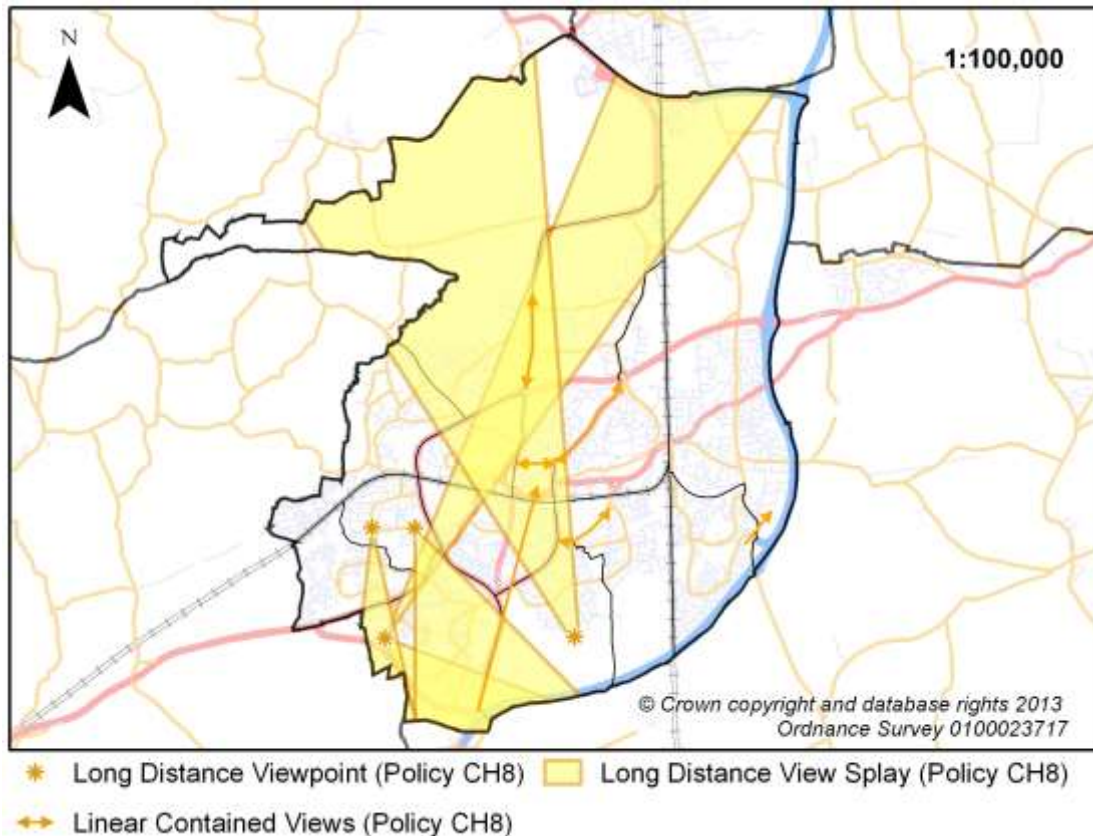 N
1:100,000
© Crown copyright and database rights 2013
Ordnance Survey 0100023717
Long Distance Viewpoint (Policy CH8)
Long Distance View Splay (Policy CH8)
Linear Contained Views (Policy CH8)